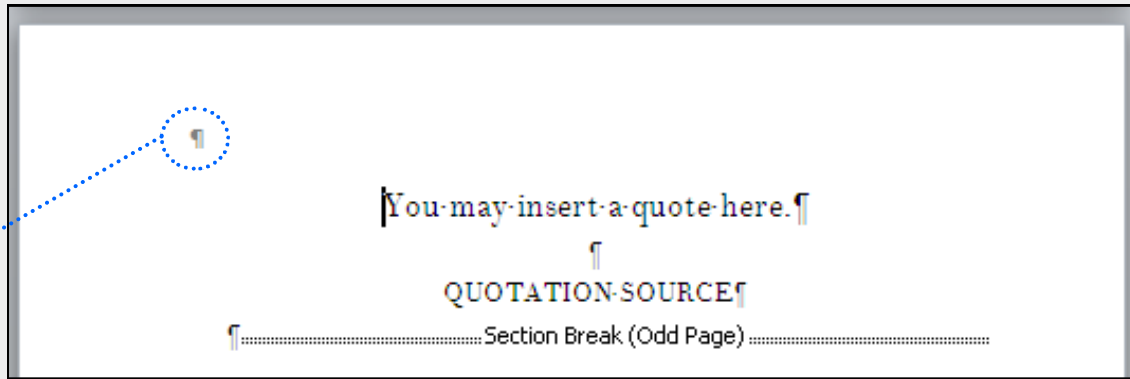 ¶
You·may·insert·a·quote·here.¶
¶
QUOTATION·SOURCE¶
¶Section Break (Odd Page)